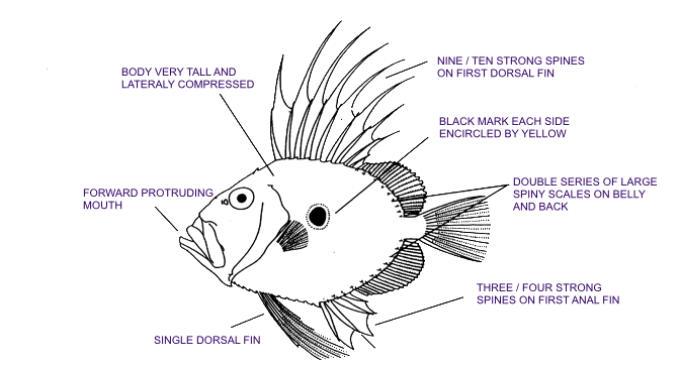 NINE / TEN STRONG SPINES
ON FIRST DORSAL FIN
BODY VERY TALL AND
LATERALY COMPRESSED
BLACK MARK EACH SIDE
ENCIRCLED BY YELLOW
DOUBLE SERIES OF LARGE
SPINY SCALES ON BELLY
AND BACK
FORWARD PROTRUDING
MOUTH
THREE / FOUR STRONG
SPINES ON FIRST ANAL FIN
SINGLE DORSAL FIN